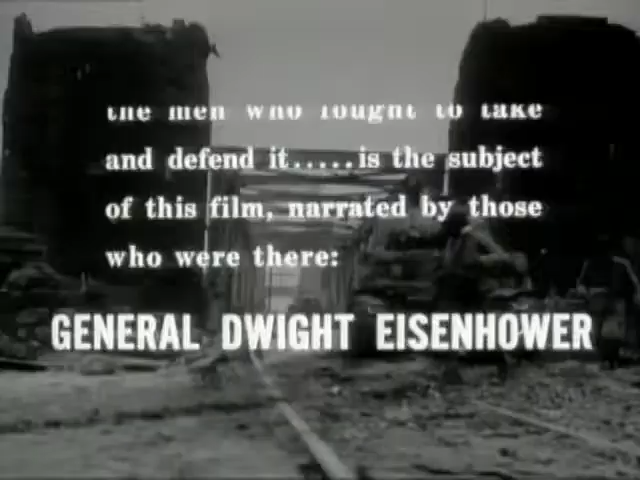 the men who fought to take
and defend it.....is the subject
of this film, narrated by those
who were there:
GENERAL DWIGHT EISENHOWER